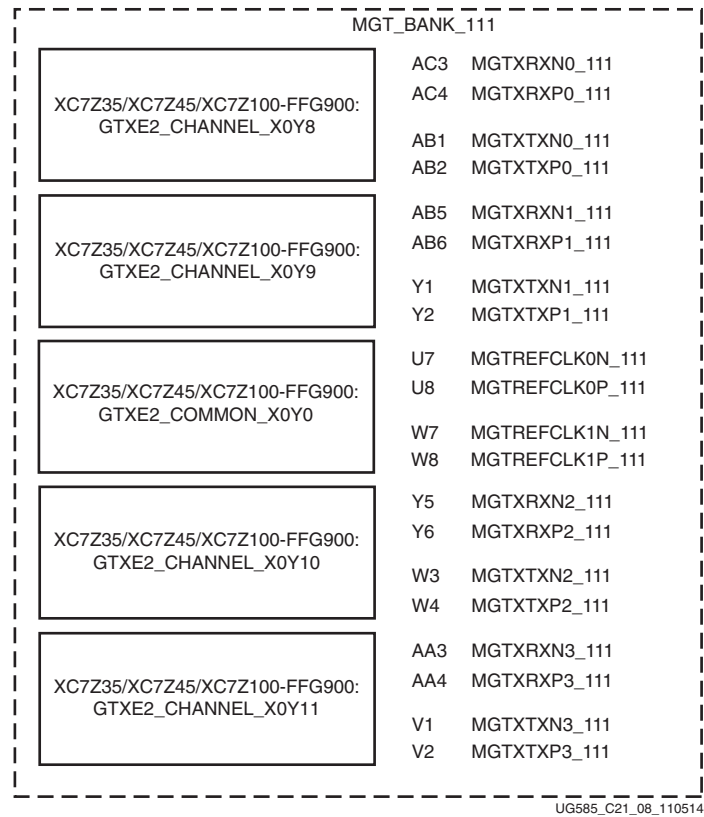 MGT_BANK_111
XC7Z35/XC7Z45/XC7Z100-FFG900:
GTXE2_CHANNEL_X0Y8
AC3 MGTXRXN0_111
AC4 MGTXRXP0_111
AB1 MGTXTXN0_111
AB2 MGTXTXP0_111
XC7Z35/XC7Z45/XC7Z100-FFG900:
GTXE2_CHANNEL_X0Y9
AB5 MGTXRXN1_111
AB6 MGTXRXP1_111
Y1 MGTXTXN1_111
Y2 MGTXTXP1_111
XC7Z35/XC7Z45/XC7Z100-FFG900:
GTXE2_COMMON_X0Y0
U7 MGTREFCLK0N_111
U8 MGTREFCLK0P_111
W7 MGTREFCLK1N_111
W8 MGTREFCLK1P_111
XC7Z35/XC7Z45/XC7Z100-FFG900:
GTXE2_CHANNEL_X0Y10
Y5 MGTXRXN2_111
Y6 MGTXRXP2_111
W3 MGTXTXN2_111
W4 MGTXTXP2_111
XC7Z35/XC7Z45/XC7Z100-FFG900:
GTXE2_CHANNEL_X0Y11
AA3 MGTXRXN3_111
AA4 MGTXRXP3_111
V1 MGTXTXN3_111
V2 MGTXTXP3_111
UG585_C21_08_110514